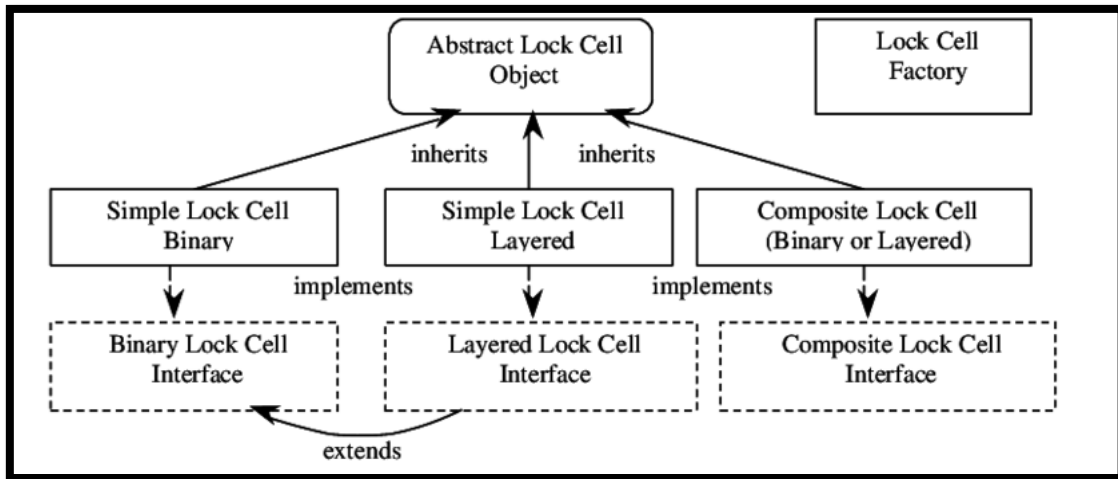 Abstract Lock Cell
Object
Lock Cell
Factory
inherits
inherits
Simple Lock Cell
Binary
Simple Lock Cell
Layered
Composite Lock Cell
(Binary or Layered)
implements
implements
Binary Lock Cell
Interface
Layered Lock Cell
Interface
Composite Lock Cell
Interface
extends